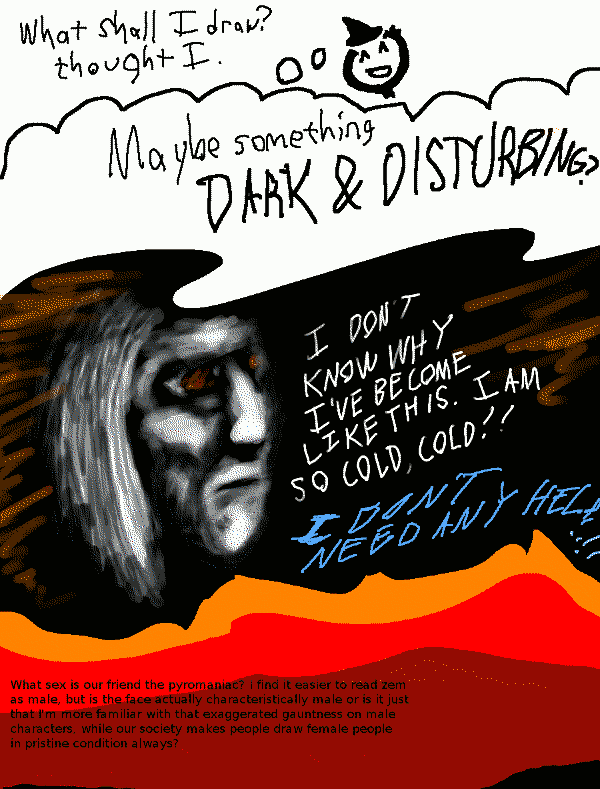 What shall I draw?
thought I.
Maybe something
DARK & DISTURBING?
I DON'T
KNOW WHY
I'VE BECOME
LIKE THIS. I AM
SO COLD, COLD!!
I DON'T
NEED ANY HELP
!!!
What sex is our friend the pyromaniac? I find it easier to read zem
as male, but is the face actually characteristically male or is it just
that I'm more familiar with that exaggerated gauntness on male
characters, while our society makes people draw female people
in pristine condition always?